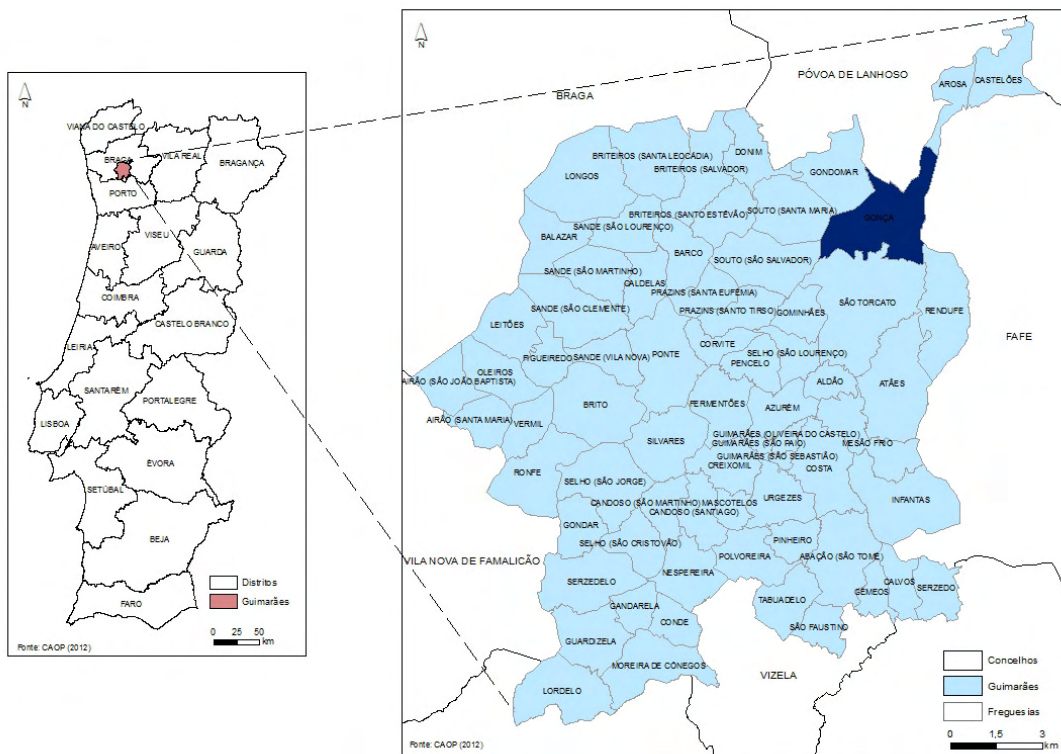 N
VIANA DO CASTELO
BRAGA
VILA REAL
BRAGANÇA
PORTO
AVEIRO
VISEU
GUARDA
COIMBRA
CASTELO BRANCO
LEIRIA
SANTARÉM
PORTALEGRE
LISBOA
ÉVORA
SETÚBAL
BEJA
FARO
Distritos
Guimarães
0 25 50
km
Fonte: CAOP (2012)
N
BRAGA
PÓVOA DE LANHOSO
AROSA
CASTELÕES
DONIM
BRITEIROS (SANTA LEOCÁDIA)
BRITEIROS (SALVADOR)
LONGOS
GONDOMAR
BRITEIROS (SANTO ESTÊVÃO)
SOUTO (SANTA MARIA)
GONÇA
SANDE (SÃO LOURENÇO)
BALAZAR
BARCO
SOUTO (SÃO SALVADOR)
SANDE (SÃO MARTINHO)
CALDELAS
PRAZINS (SANTA EUFÉMIA)
SÃO TORCATO
RENDUFE
SANDE (SÃO CLEMENTE)
PRAZINS (SANTO TIRSO)
GOMINHÃES
LEITÕES
FAFE
CORVITE
FIGUEIREDO
SANDE (VILA NOVA)
PONTE
SELHO (SÃO LOURENÇO)
PENCELO
OLEIROS
AIRÃO (SÃO JOÃO BAPTISTA)
ALDÃO
ATÃES
BRITO
FERMENTÕES
AZURÉM
AIRÃO (SANTA MARIA)
VERMIL
GUIMARÃES (OLIVEIRA DO CASTELO)
SILVARES
GUIMARÃES (SÃO PAIO)
MESÃO FRIO
GUIMARÃES (SÃO SEBASTIÃO)
CREIXOMIL
COSTA
RONFE
SELHO (SÃO JORGE)
CANDOSO (SÃO MARTINHO)
MASCOTELOS
URGEZES
INFANTAS
CANDOSO (SANTIAGO)
GONDAR
SELHO (SÃO CRISTOVÃO)
PINHEIRO
VILA NOVA DE FAMALICÃO
POLVOREIRA
ABAÇÃO (SÃO TOMÉ)
NESPEREIRA
SERZEDELO
CALVOS
SERZEDO
GÉMEOS
TABUADELO
GANDARELA
CONDE
SÃO FAUSTINO
GUARDIZELA
MOREIRA DE CÓNEGOS
VIZELA
LORDELO
Concelhos
Guimarães
Freguesias
0 1,5 3
km
Fonte: CAOP (2012)